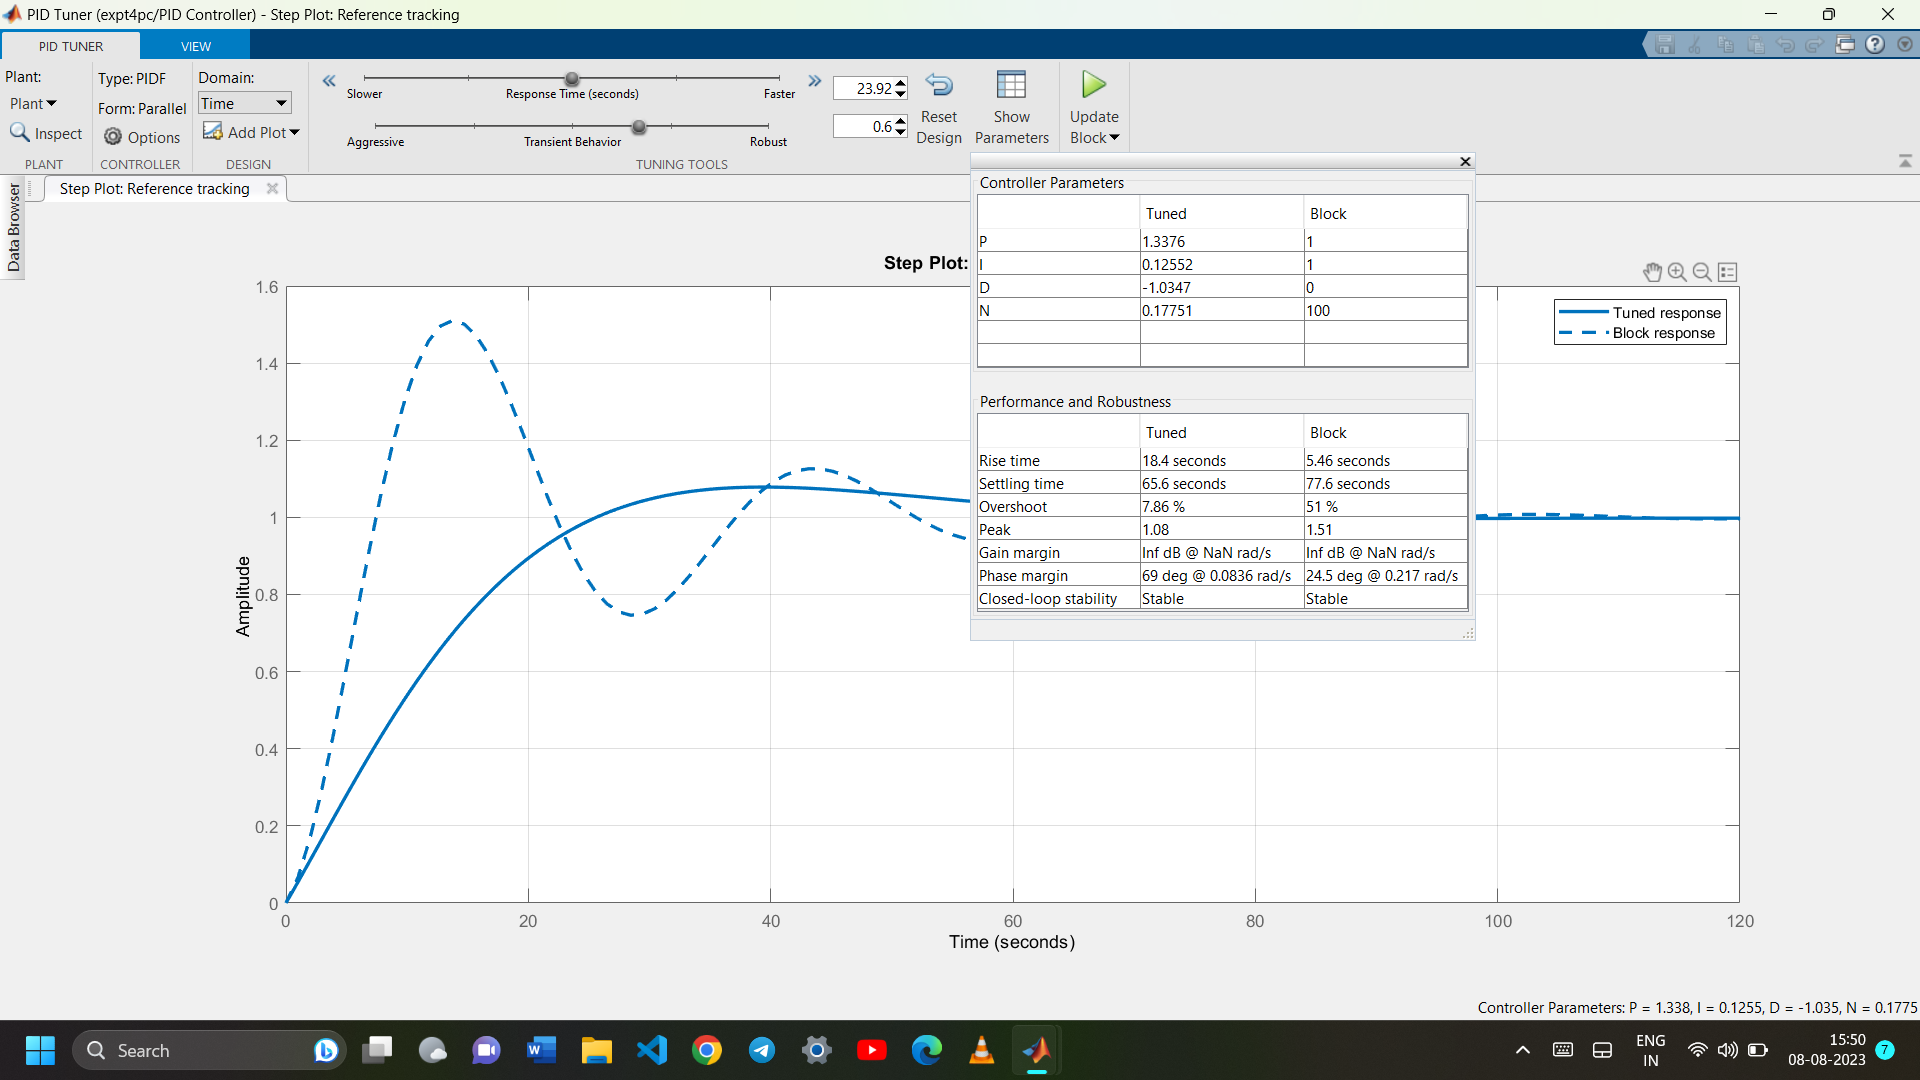 PID Tuner (expt4pc/PID Controller) - Step Plot: Reference tracking
PID TUNER
VIEW
Plant:
Plant
Inspect
PLANT
Type: PIDF
Form: Parallel
Options
CONTROLLER
Domain:
Time
Add Plot
DESIGN
Slower
Response Time (seconds)
Faster
23.92
Aggressive
Transient Behavior
Robust
0.6
TUNING TOOLS
Reset
Design
Show
Parameters
Update
Block
Data Browser
Step Plot: Reference tracking
Step Plot:
Controller Parameters
Tuned Block
P 1.3376 1
I 0.12552 1
D -1.0347 0
N 0.17751 100
Performance and Robustness
Tuned Block
Rise time 18.4 seconds 5.46 seconds
Settling time 65.6 seconds 77.6 seconds
Overshoot 7.86 % 51 %
Peak 1.08 1.51
Gain margin Inf dB @ NaN rad/s Inf dB @ NaN rad/s
Phase margin 69 deg @ 0.0836 rad/s 24.5 deg @ 0.217 rad/s
Closed-loop stability Stable Stable
Tuned response
Block response
1.6
1.4
1.2
1
0.8
0.6
0.4
0.2
0
Amplitude
0 20 40 60 80 100 120
Time (seconds)
Controller Parameters: P = 1.338, I = 0.1255, D = -1.035, N = 0.1775
Search
ENG
IN
15:50
08-08-2023
7